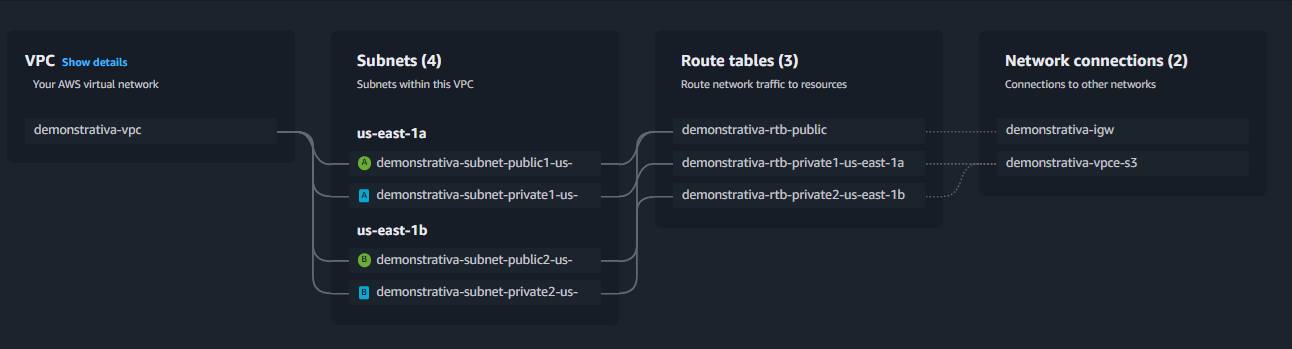 VPC Show details
Your AWS virtual network
demonstrativa-vpc
Subnets (4)
Subnets within this VPC
us-east-1a
A demonstrativa-subnet-public1-us-
A demonstrativa-subnet-private1-us-
us-east-1b
B demonstrativa-subnet-public2-us-
B demonstrativa-subnet-private2-us-
Route tables (3)
Route network traffic to resources
demonstrativa-rtb-public
demonstrativa-rtb-private1-us-east-1a
demonstrativa-rtb-private2-us-east-1b
Network connections (2)
Connections to other networks
demonstrativa-igw
demonstrativa-vpce-s3